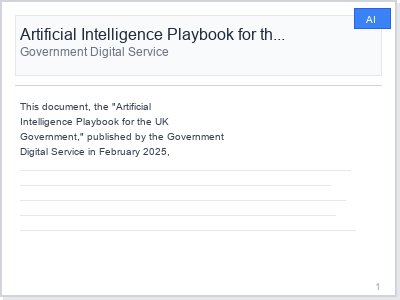 AI
Artificial Intelligence Playbook for th...
Government Digital Service
This document, the "Artificial
Intelligence Playbook for the UK
Government," published by the Government
Digital Service in February 2025,
1